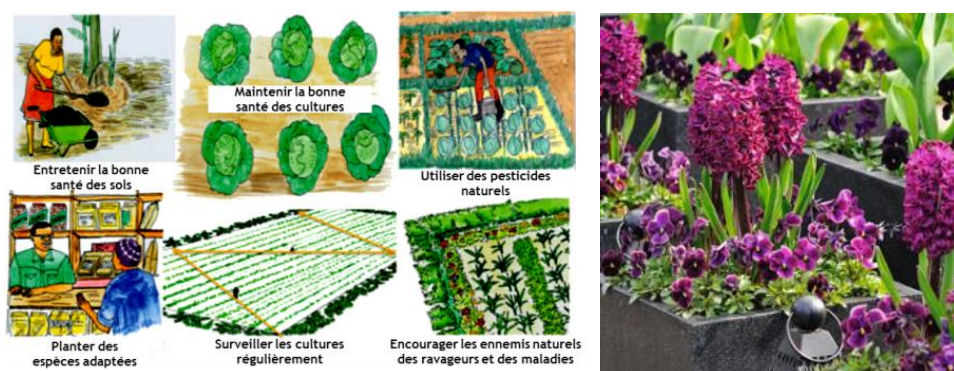 Maintenir la bonne
santé des cultures
Entretenir la bonne
santé des sols
Utiliser des pesticides
naturels
Planter des
espèces adaptées
Surveiller les cultures
régulièrement
Encourager les ennemis naturels
des ravageurs et des maladies